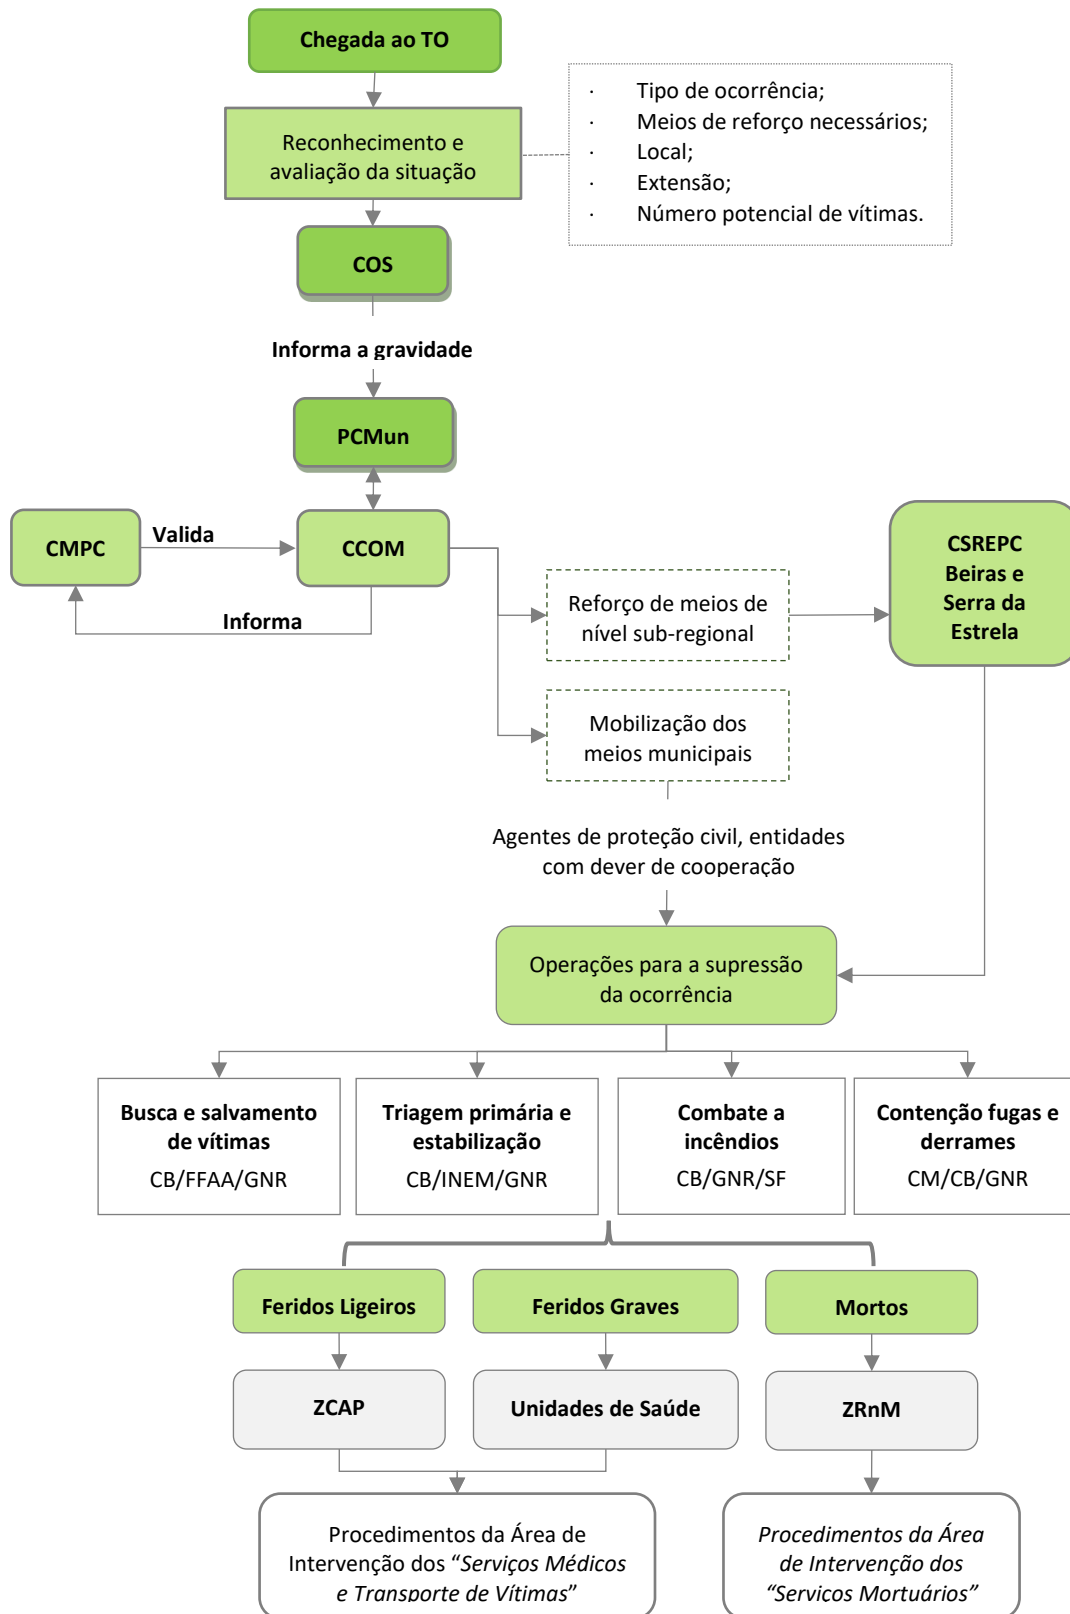 Chegada ao TO
Reconhecimento e
avaliação da situação
· Tipo de ocorrência;
· Meios de reforço necessários;
· Local;
· Extensão;
· Número potencial de vítimas.
COS
Informa a gravidade
PCMun
CMPC
Valida
CCOM
Informa
CSREPC
Beiras e
Serra da
Estrela
Reforço de meios de
nível sub-regional
Mobilização dos
meios municipais
Agentes de proteção civil, entidades
com dever de cooperação
Operações para a supressão
da ocorrência
Busca e salvamento
de vítimas
CB/FFAA/GNR
Triagem primária e
estabilização
CB/INEM/GNR
Combate a
incêndios
CB/GNR/SF
Contenção fugas e
derrames
CM/CB/GNR
Feridos Ligeiros
Feridos Graves
Mortos
ZCAP
Unidades de Saúde
ZRnM
Procedimentos da Área de
Intervenção dos “Serviços Médicos
e Transporte de Vítimas”
Procedimentos da Área
de Intervenção dos
“Servicos Mortuários”